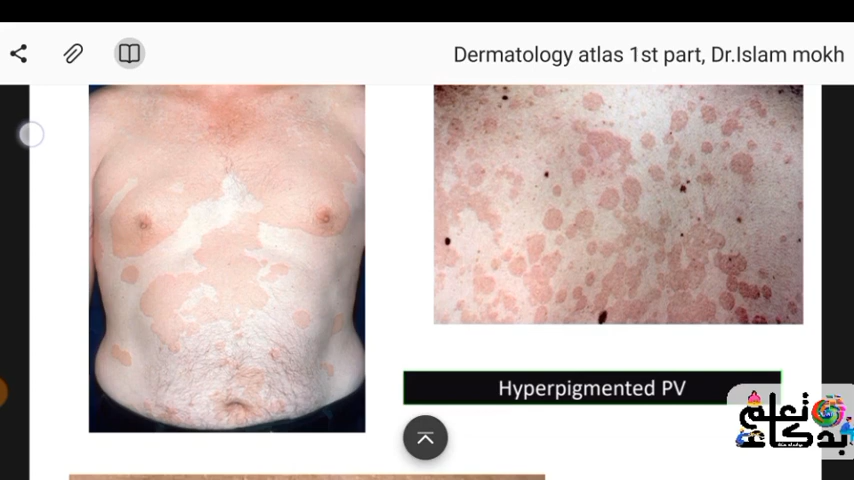 Dermatology atlas 1st part, Dr.Islam mokh
Hyperpigmented PV
تعلم
بذكاء